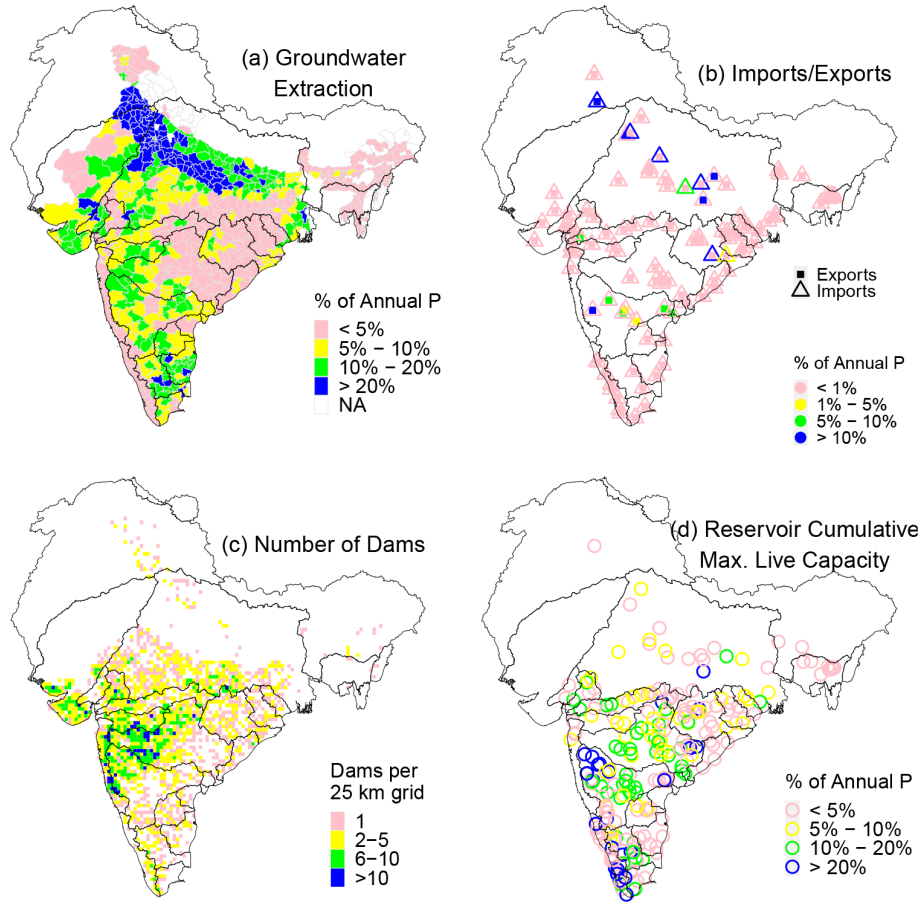 (a) Groundwater
Extraction
% of Annual P
< 5%
5% − 10%
10% − 20%
> 20%
NA
(b) Imports/Exports
Exports
Imports
% of Annual P
< 1%
1% − 5%
5% − 10%
> 10%
(c) Number of Dams
Dams per
25 km grid
1
2−5
6−10
>10
(d) Reservoir Cumulative
Max. Live Capacity
% of Annual P
< 5%
5% − 10%
10% − 20%
> 20%